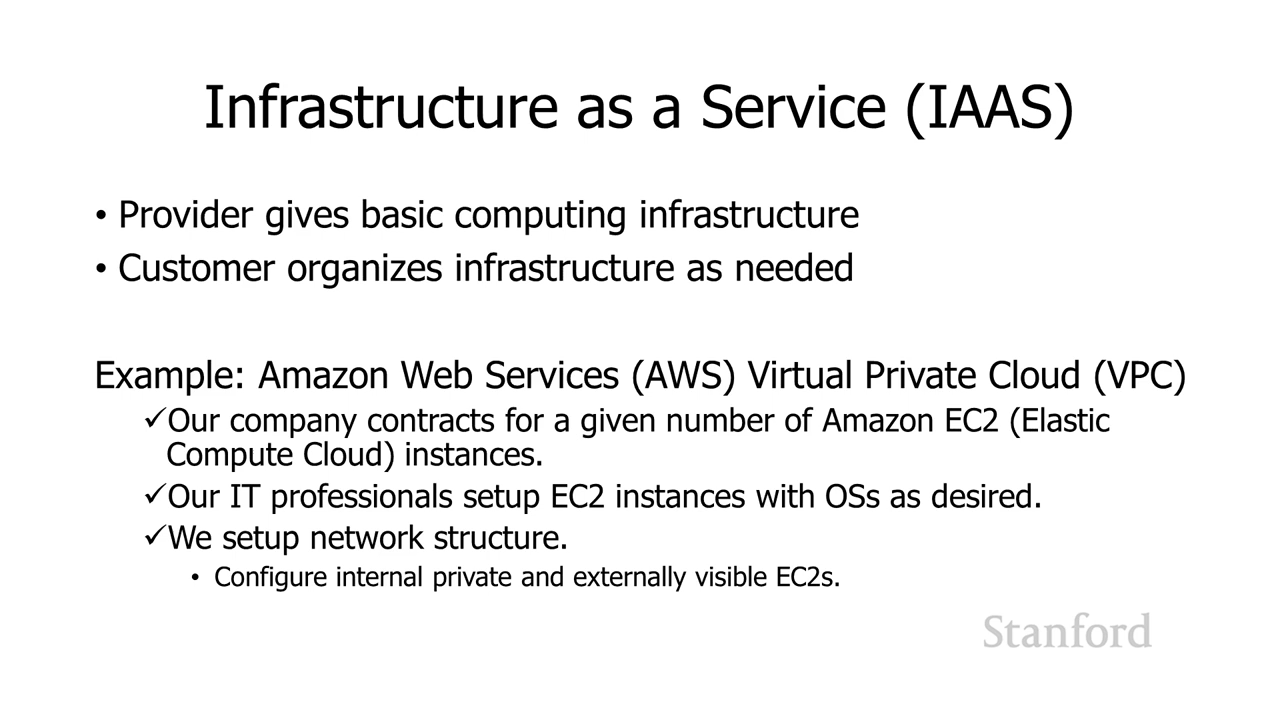 Infrastructure as a Service (IAAS)
• Provider gives basic computing infrastructure
• Customer organizes infrastructure as needed
Example: Amazon Web Services (AWS) Virtual Private Cloud (VPC)
✓Our company contracts for a given number of Amazon EC2 (Elastic
Compute Cloud) instances.
✓Our IT professionals setup EC2 instances with OSs as desired.
✓We setup network structure.
• Configure internal private and externally visible EC2s.
Stanford